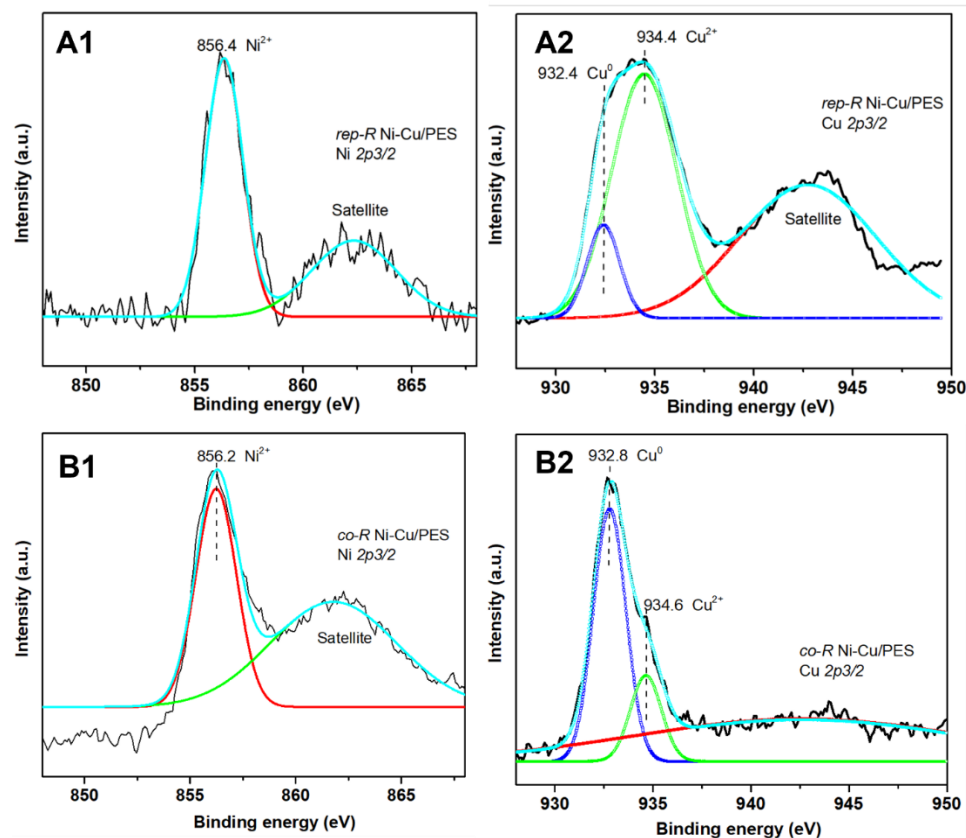 A1
856.4 Ni²⁺
rep-R Ni-Cu/PES
Ni 2p3/2
Satellite
Intensity (a.u.)
850 855 860 865
Binding energy (eV)
A2
934.4 Cu²⁺
932.4 Cu⁰
rep-R Ni-Cu/PES
Cu 2p3/2
Satellite
Intensity (a.u.)
930 935 940 945 950
Binding energy (eV)
B1
856.2 Ni²⁺
co-R Ni-Cu/PES
Ni 2p3/2
Satellite
Intensity (a.u.)
850 855 860 865
Binding energy (eV)
B2
932.8 Cu⁰
934.6 Cu²⁺
co-R Ni-Cu/PES
Cu 2p3/2
Intensity (a.u.)
930 935 940 945 950
Binding energy (eV)